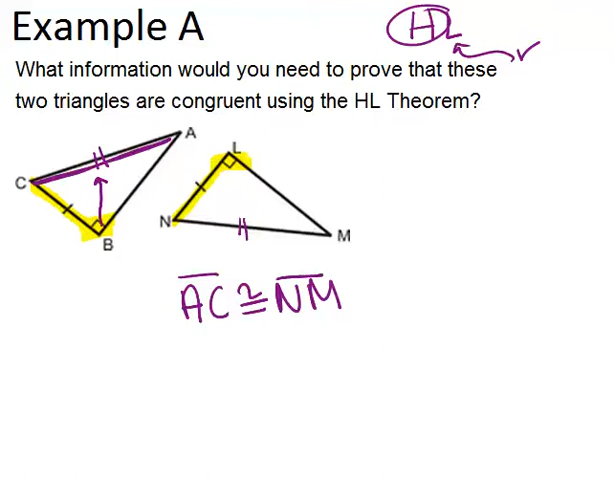 Example A
HL
What information would you need to prove that these
two triangles are congruent using the HL Theorem?
A
L
C
N
B
M
AC ≅ NM